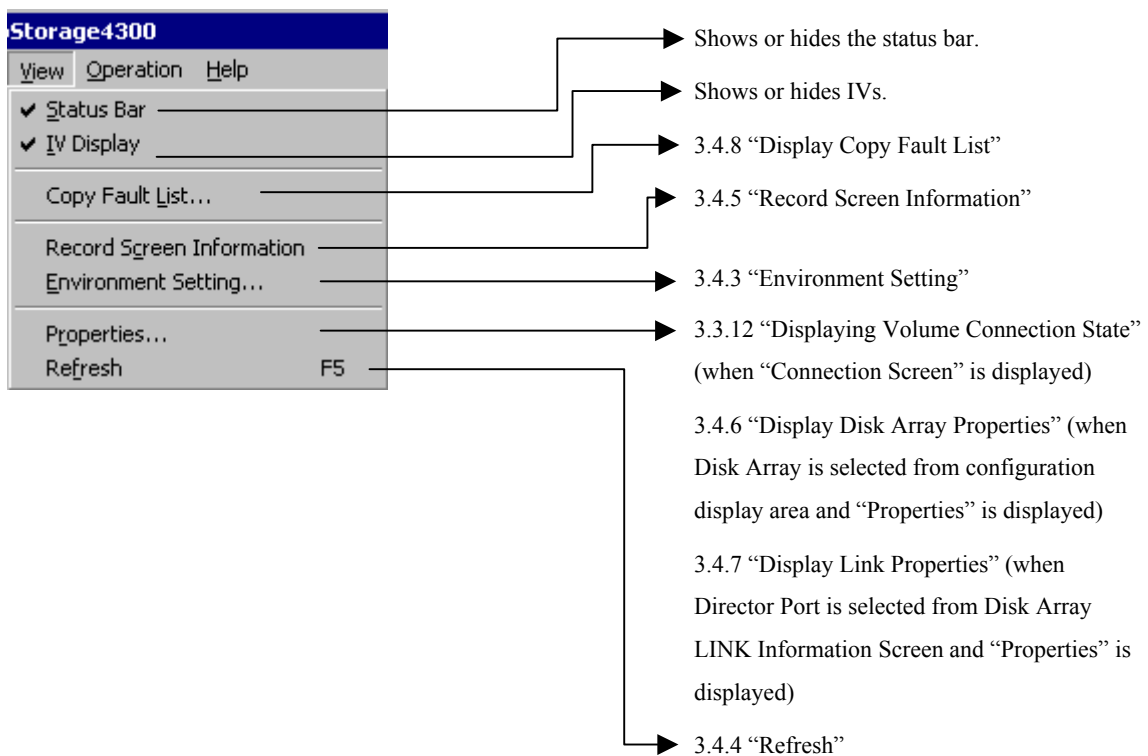 Storage4300
View Operation Help
Status Bar
IV Display
Copy Fault List...
Record Screen Information
Environment Setting...
Properties...
Refresh F5
Shows or hides the status bar.
Shows or hides IVs.
3.4.8 “Display Copy Fault List”
3.4.5 “Record Screen Information”
3.4.3 “Environment Setting”
3.3.12 “Displaying Volume Connection State”
(when “Connection Screen” is displayed)
3.4.6 “Display Disk Array Properties” (when
Disk Array is selected from configuration
display area and “Properties” is displayed)
3.4.7 “Display Link Properties” (when
Director Port is selected from Disk Array
LINK Information Screen and “Properties” is
displayed)
3.4.4 “Refresh”